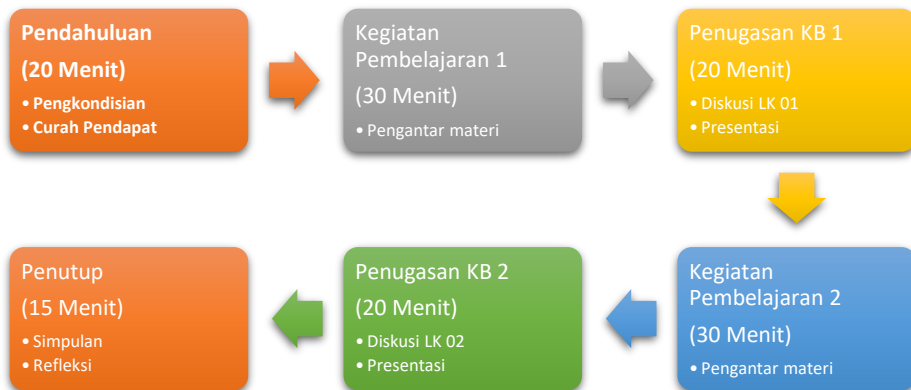 Pendahuluan
(20 Menit)
• Pengkondisian
• Curah Pendapat
Kegiatan
Pembelajaran 1
(30 Menit)
• Pengantar materi
Penugasan KB 1
(20 Menit)
• Diskusi LK 01
• Presentasi
Kegiatan
Pembelajaran 2
(30 Menit)
• Pengantar materi
Penugasan KB 2
(20 Menit)
• Diskusi LK 02
• Presentasi
Penutup
(15 Menit)
• Simpulan
• Refleksi